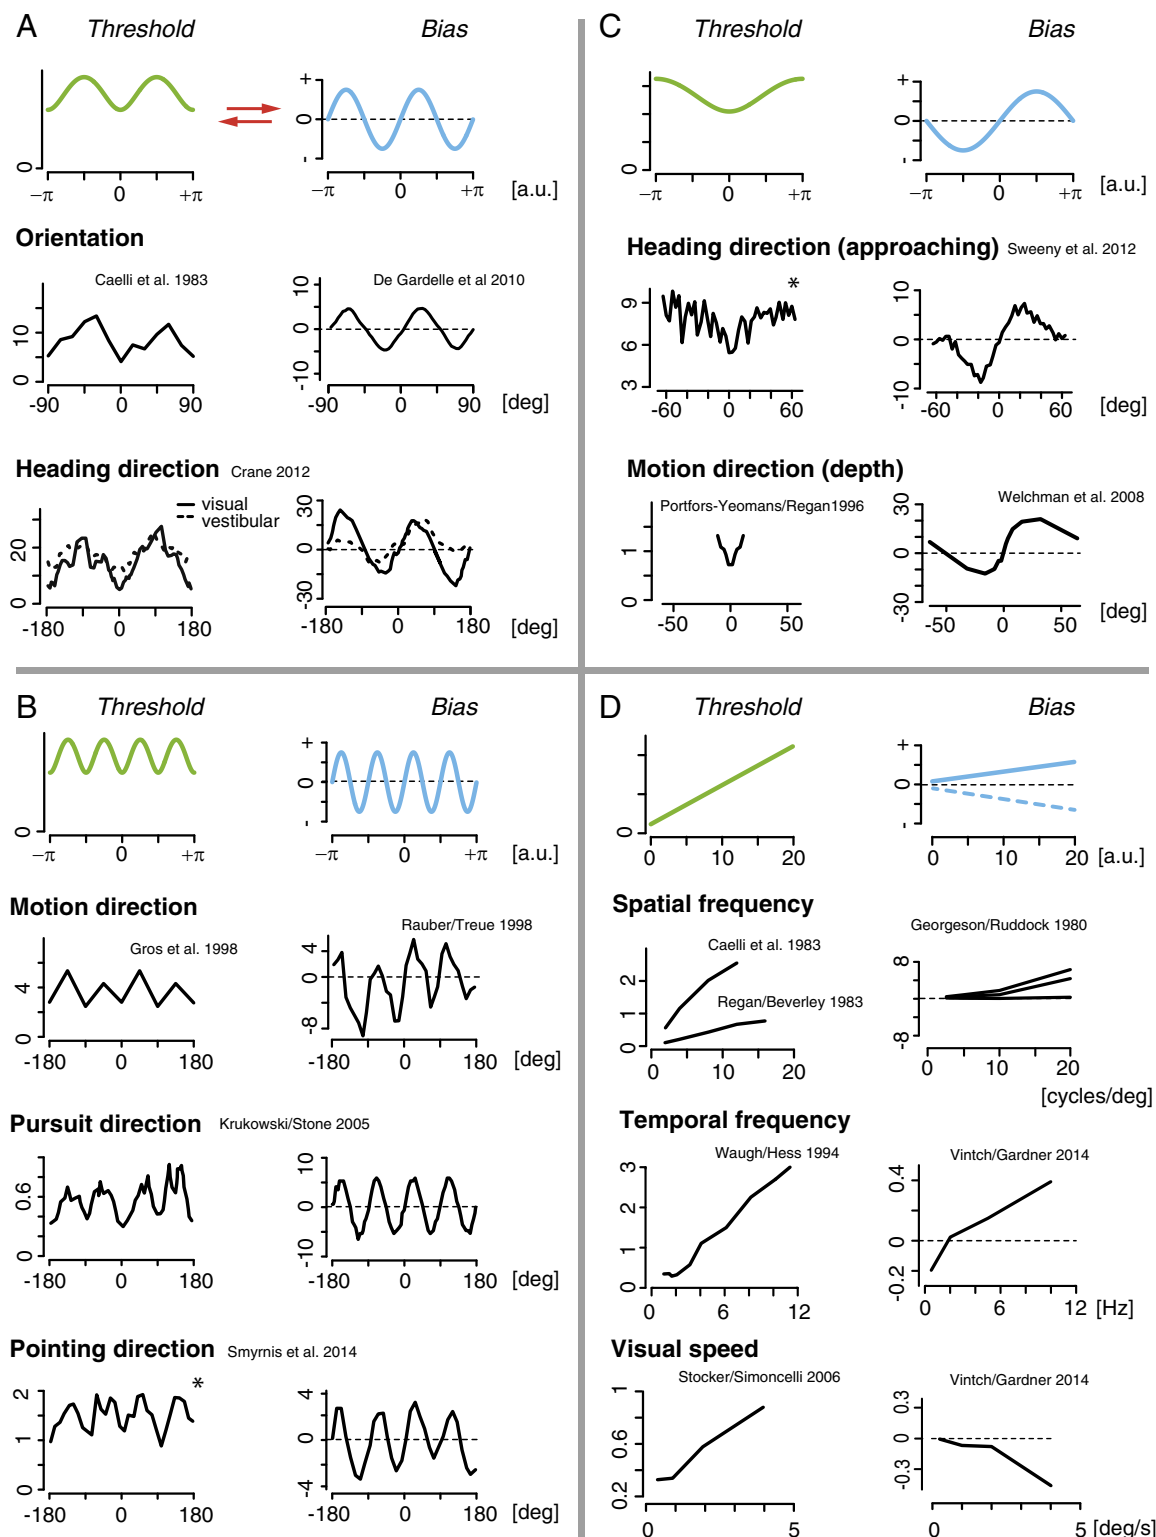 A Threshold Bias
0
−π 0 +π
+ 0 -
−π 0 +π [a.u.]
Orientation
Caelli et al. 1983
0 10
-90 0 90
De Gardelle et al 2010
-10 0 10
-90 0 90 [deg]
Heading direction Crane 2012
visual
vestibular
0 20
-180 0 180
-30 0 30
-180 0 180 [deg]
B Threshold Bias
0
−π 0 +π
+ 0 -
−π 0 +π [a.u.]
Motion direction
Gros et al. 1998
0 4
-180 0 180
Rauber/Treue 1998
-8 0 4
-180 0 180 [deg]
Pursuit direction Krukowski/Stone 2005
0 0.6
-180 0 180
-10 0 10
-180 0 180 [deg]
Pointing direction Smyrnis et al. 2014
*
0 1 2
-180 0 180
-4 0 4
-180 0 180 [deg]
C Threshold Bias
0
−π 0 +π
+ 0 -
−π 0 +π [a.u.]
Heading direction (approaching) Sweeny et al. 2012
*
3 6 9
-60 0 60
-10 0 10
-60 0 60 [deg]
Motion direction (depth)
Portfors-Yeomans/Regan1996
0 1
-50 0 50
Welchman et al. 2008
-30 0 30
-50 0 50 [deg]
D Threshold Bias
0
0 10 20
+ 0 -
0 10 20 [a.u.]
Spatial frequency
Caelli et al. 1983
Regan/Beverley 1983
0 1 2
0 10 20
Georgeson/Ruddock 1980
-8 8
0 10 20
[cycles/deg]
Temporal frequency
Waugh/Hess 1994
0 1 2 3
0 4 8 12
Vintch/Gardner 2014
-0.2 0 0.4
0 6 12 [Hz]
Visual speed
Stocker/Simoncelli 2006
0.2 0.6 1
0 5
Vintch/Gardner 2014
-0.3 0 0.3
0 5 [deg/s]